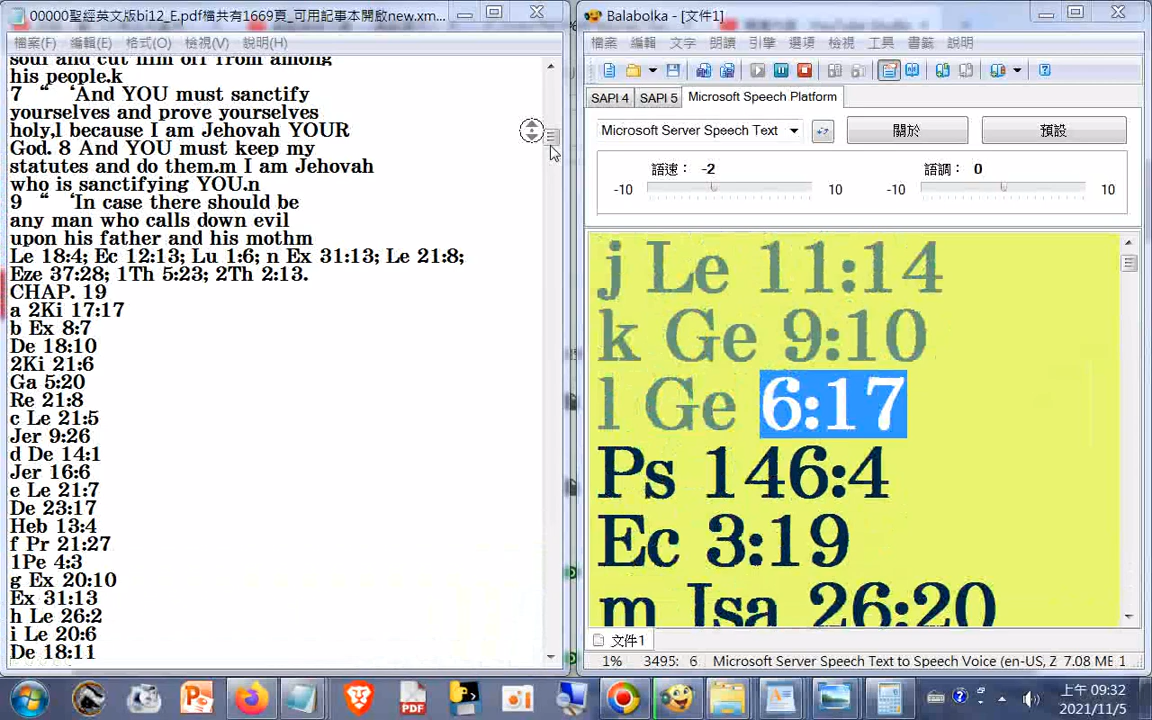 00000聖經英文版bi12_E.pdf檔共有1669頁_可用記事本開啟new.xm...
檔案(F) 編輯(E) 格式(O) 檢視(V) 說明(H)
soul and cut him off from among
his people.k
7 “ ‘And YOU must sanctify
yourselves and prove yourselves
holy,l because I am Jehovah YOUR
God. 8 And YOU must keep my
statutes and do them.m I am Jehovah
who is sanctifying YOU.n
9 “ ‘In case there should be
any man who calls down evil
upon his father and his mothm
Le 18:4; Ec 12:13; Lu 1:6; n Ex 31:13; Le 21:8;
Eze 37:28; 1Th 5:23; 2Th 2:13.
CHAP. 19
a 2Ki 17:17
b Ex 8:7
De 18:10
2Ki 21:6
Ga 5:20
Re 21:8
c Le 21:5
Jer 9:26
d De 14:1
Jer 16:6
e Le 21:7
De 23:17
Heb 13:4
f Pr 21:27
1Pe 4:3
g Ex 20:10
Ex 31:13
h Le 26:2
i Le 20:6
De 18:11
Balabolka - [文件1]
檔案 編輯 文字 朗讀 引擎 選項 檢視 工具 書籤 說明
SAPI 4 SAPI 5 Microsoft Speech Platform
Microsoft Server Speech Text 關於 預設
語速： -2 語調： 0
-10 10 -10 10
j Le 11:14
k Ge 9:10
l Ge 6:17
Ps 146:4
Ec 3:19
m Isa 26:20
文件1
1% 3495: 6 Microsoft Server Speech Text to Speech Voice (en-US, Z 7.08 ME 1
PDF
上午 09:32
2021/11/5